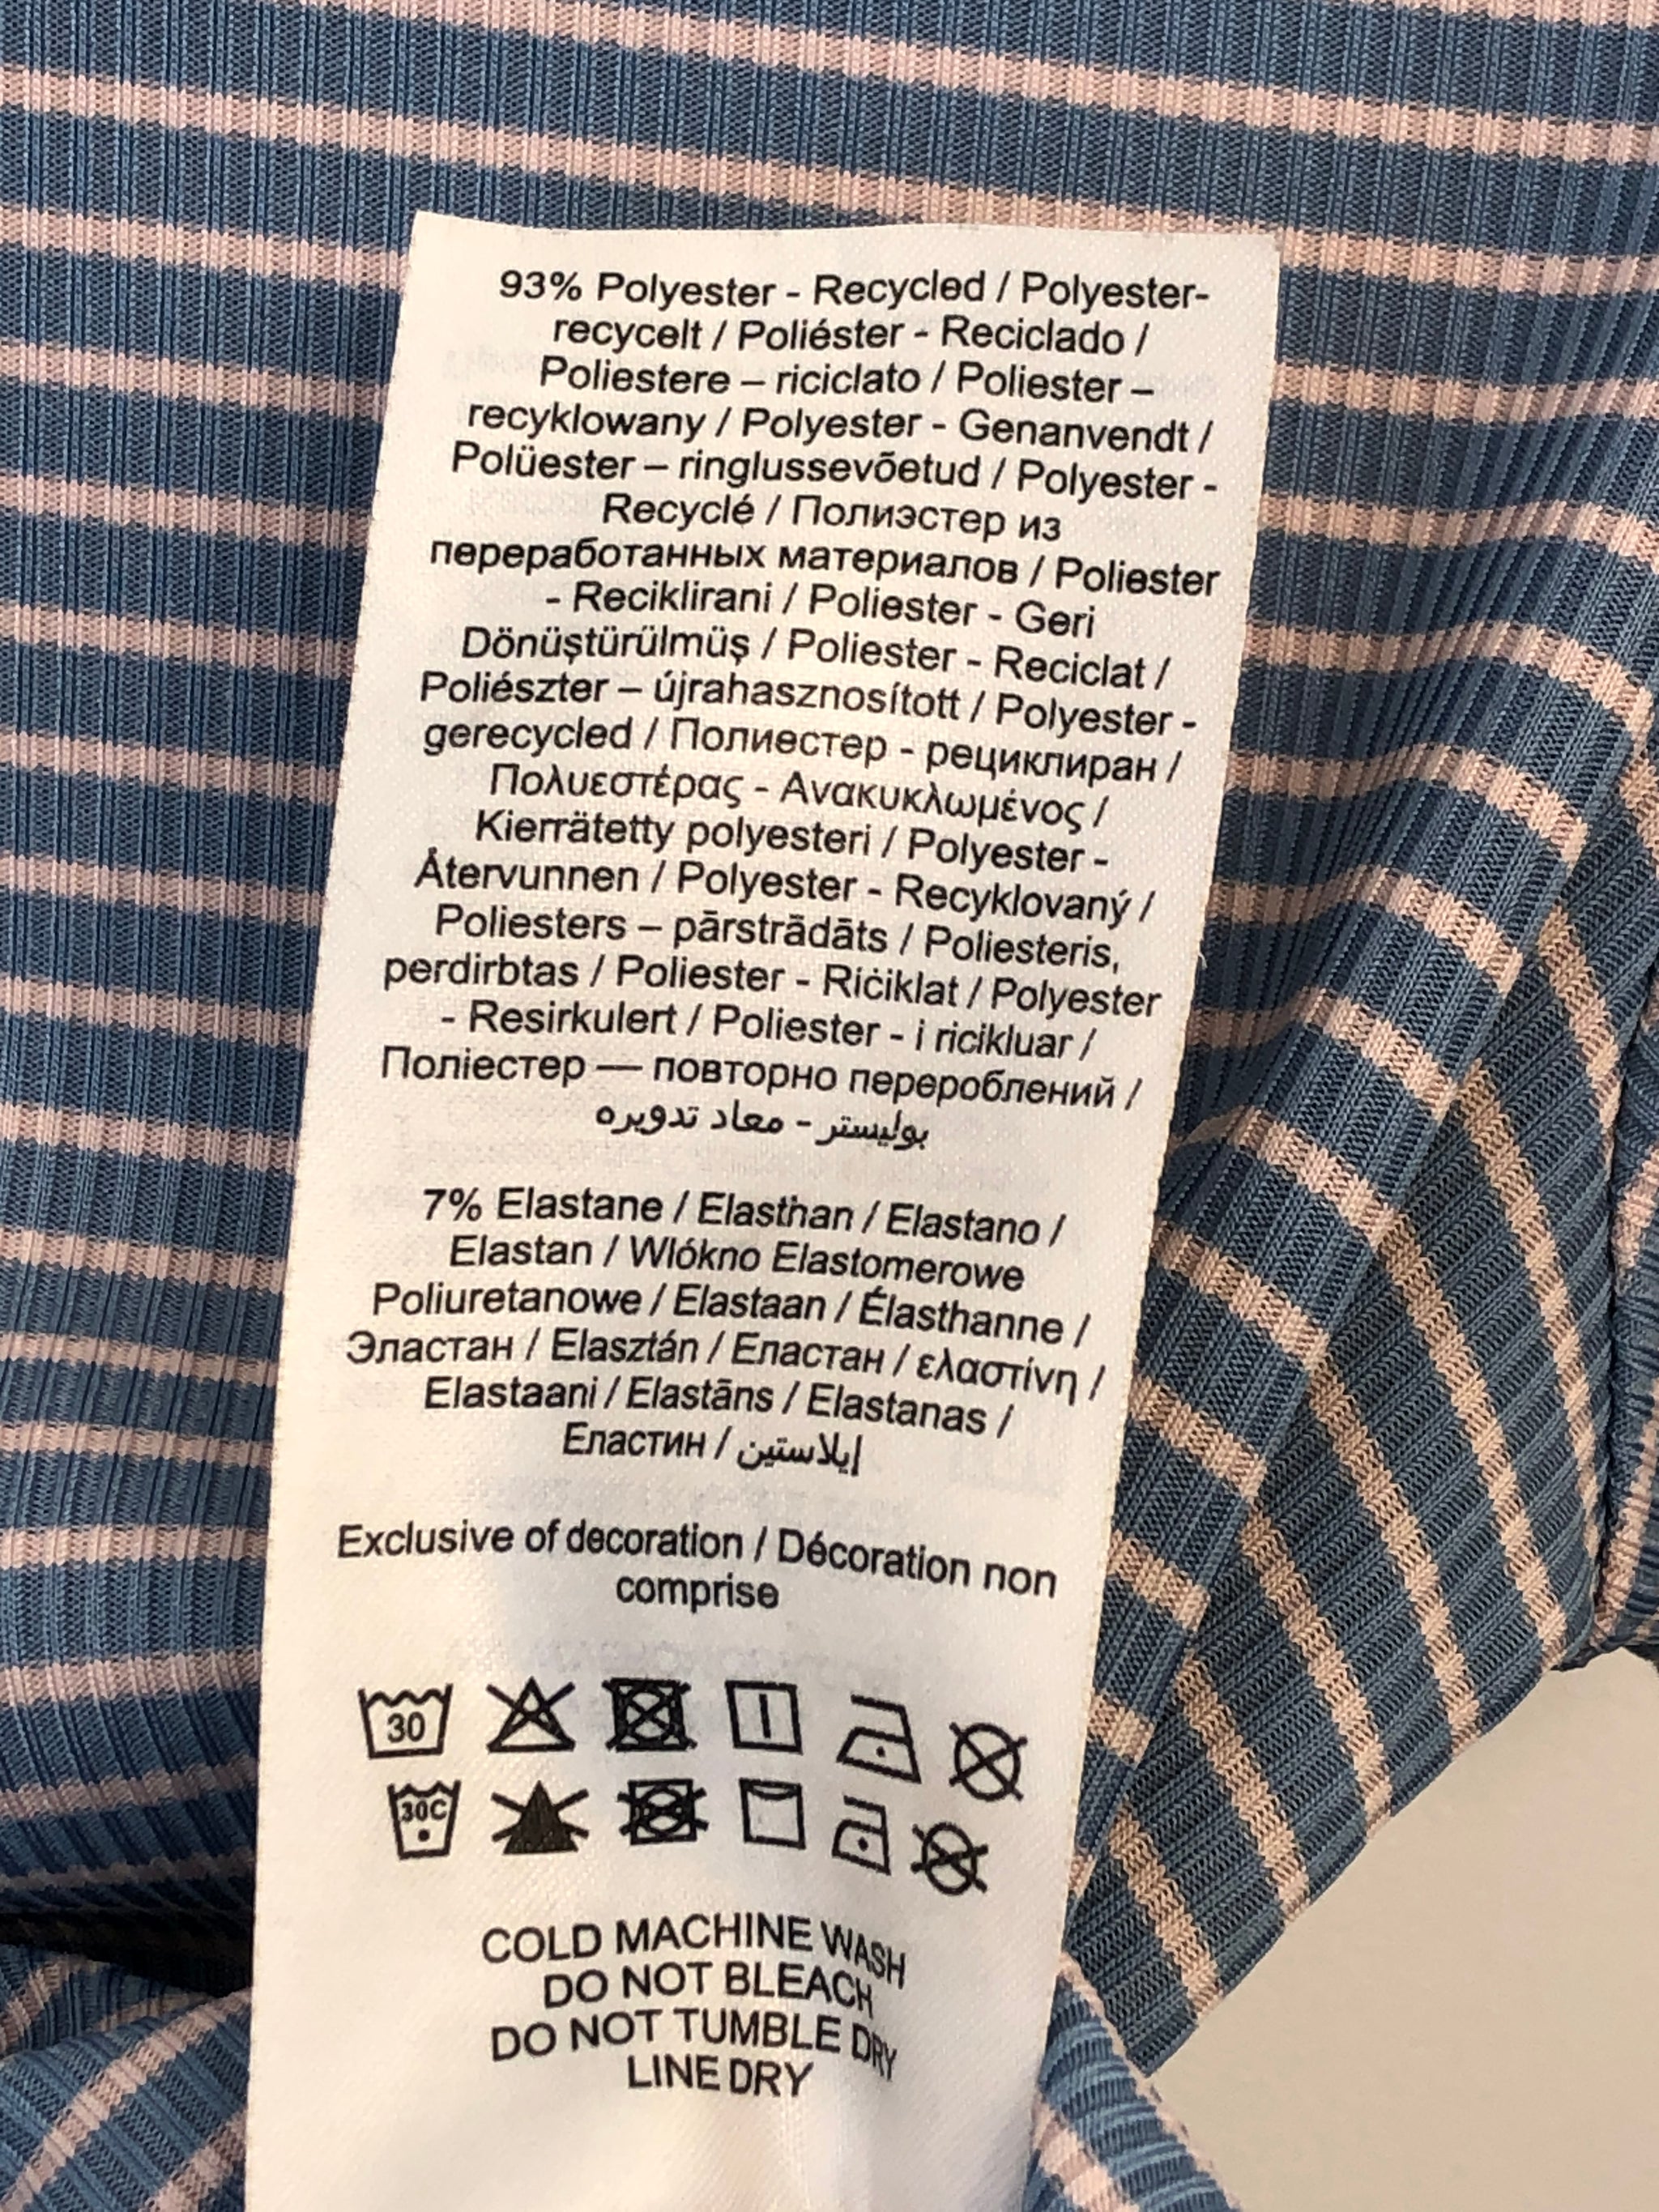 93% Polyester - Recycled / Polyester-
recycelt / Poliéster - Reciclado /
Poliestere – riciclato / Poliester –
recyklowany / Polyester - Genanvendt /
Polüester – ringlussevõetud / Polyester -
Recyclé / Полиэстер из
переработанных материалов / Poliester
- Reciklirani / Poliester - Geri
Dönüştürülmüş / Poliester - Reciclat /
Poliészter – újrahasznosított / Polyester -
gerecycled / Полиестер - рециклиран /
Πολυεστέρας - Ανακυκλωμένος /
Kierrätetty polyesteri / Polyester -
Återvunnen / Polyester - Recyklovaný /
Poliesters – pārstrādāts / Poliesteris,
perdirbtas / Poliester - Riċiklat / Polyester
- Resirkulert / Poliester - i ricikluar /
Поліестер — повторно перероблений /
بوليستر - معاد تدويره
7% Elastane / Elasthan / Elastano /
Elastan / Wlókno Elastomerowe
Poliuretanowe / Elastaan / Élasthanne /
Эластан / Elasztán / Еластан / ελαστίνη /
Elastaani / Elastāns / Elastanas /
Еластин / إيلاستين
Exclusive of decoration / Décoration non
comprise
30
30C
COLD MACHINE WASH
DO NOT BLEACH
DO NOT TUMBLE DRY
LINE DRY